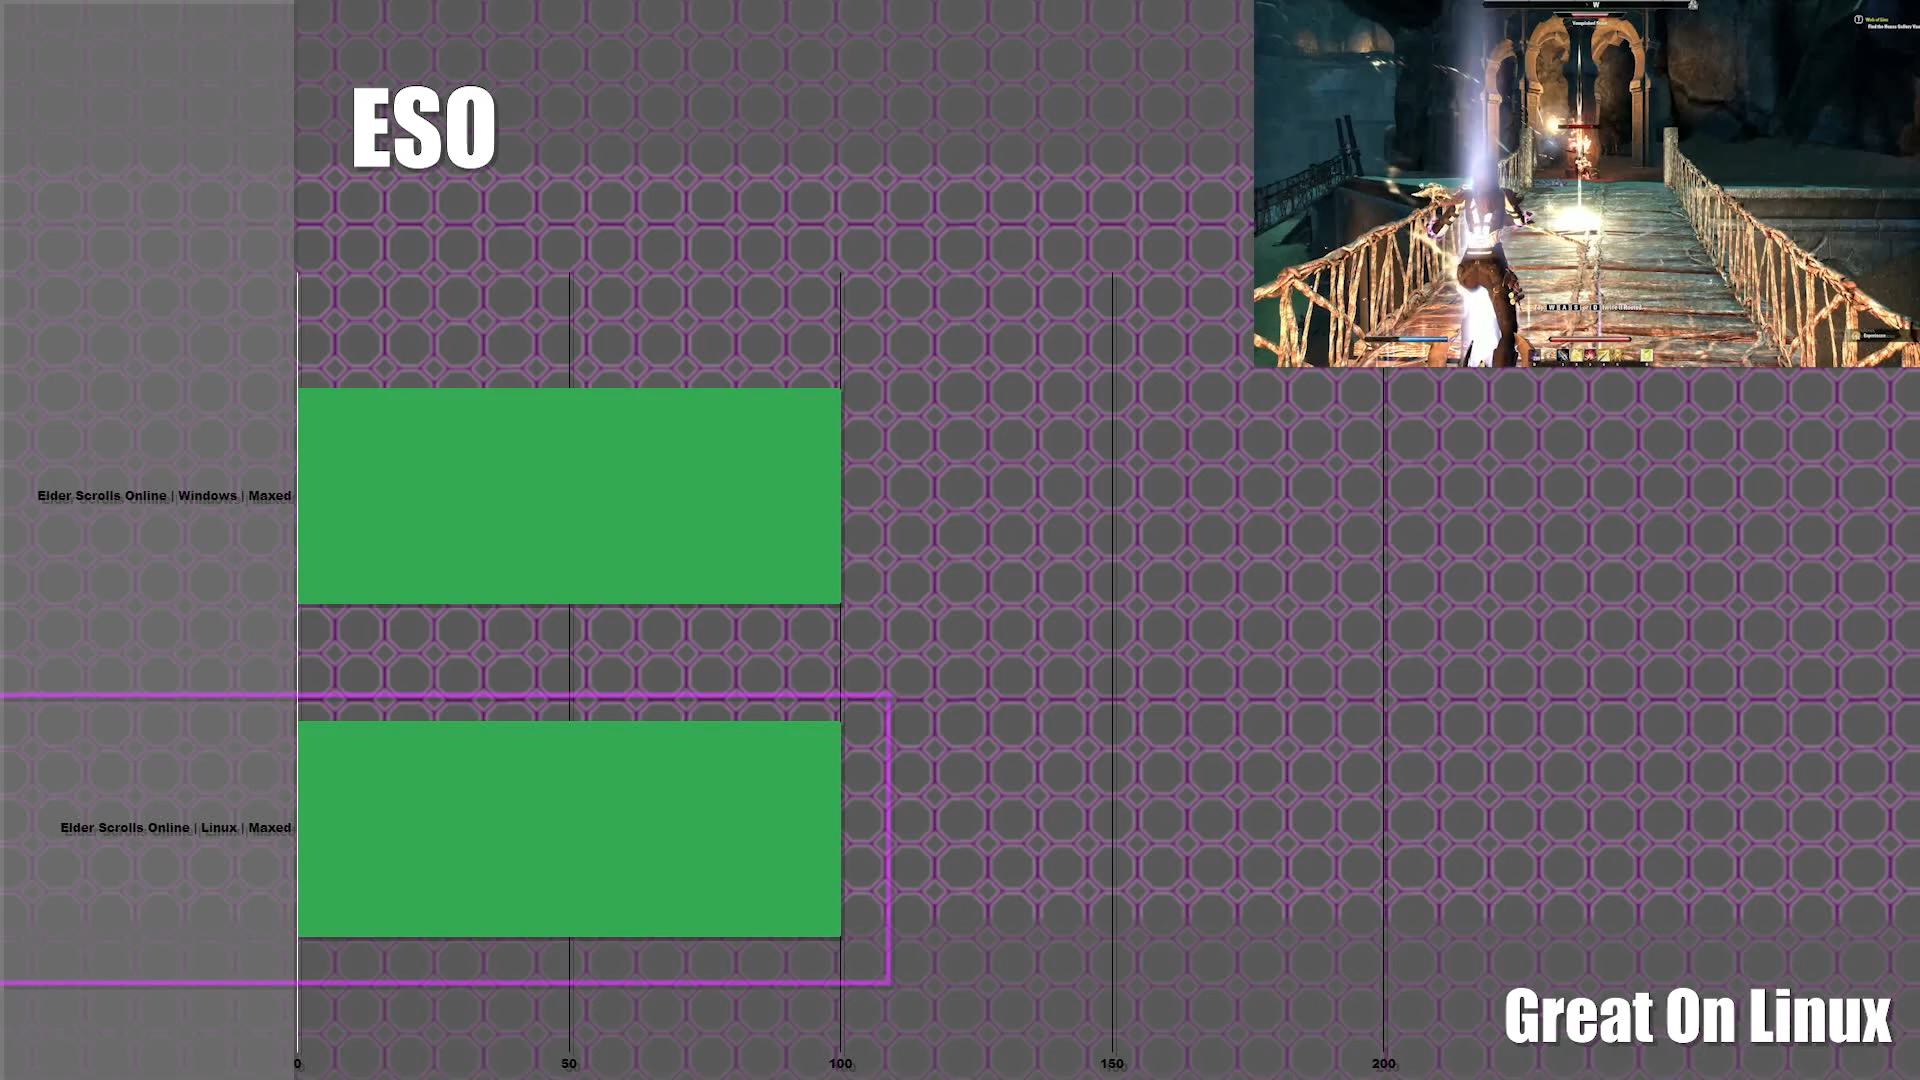 ESO
W
Elder Scrolls Online | Windows | Maxed
Elder Scrolls Online | Linux | Maxed
0
50
100
150
200
Great On Linux